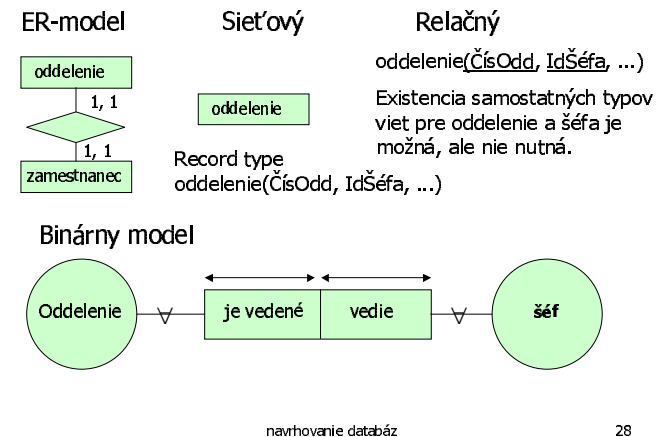 ER-model
Sieťový
Relačný
oddelenie
1, 1
1, 1
zamestnanec
oddelenie
Record type
oddelenie(ČísOdd, IdŠéfa, ...)
oddelenie(ČísOdd, IdŠéfa, ...)
Existencia samostatných typov
viet pre oddelenie a šéfa je
možná, ale nie nutná.
Binárny model
Oddelenie
je vedené
vedie
šéf
navrhovanie databáz
28